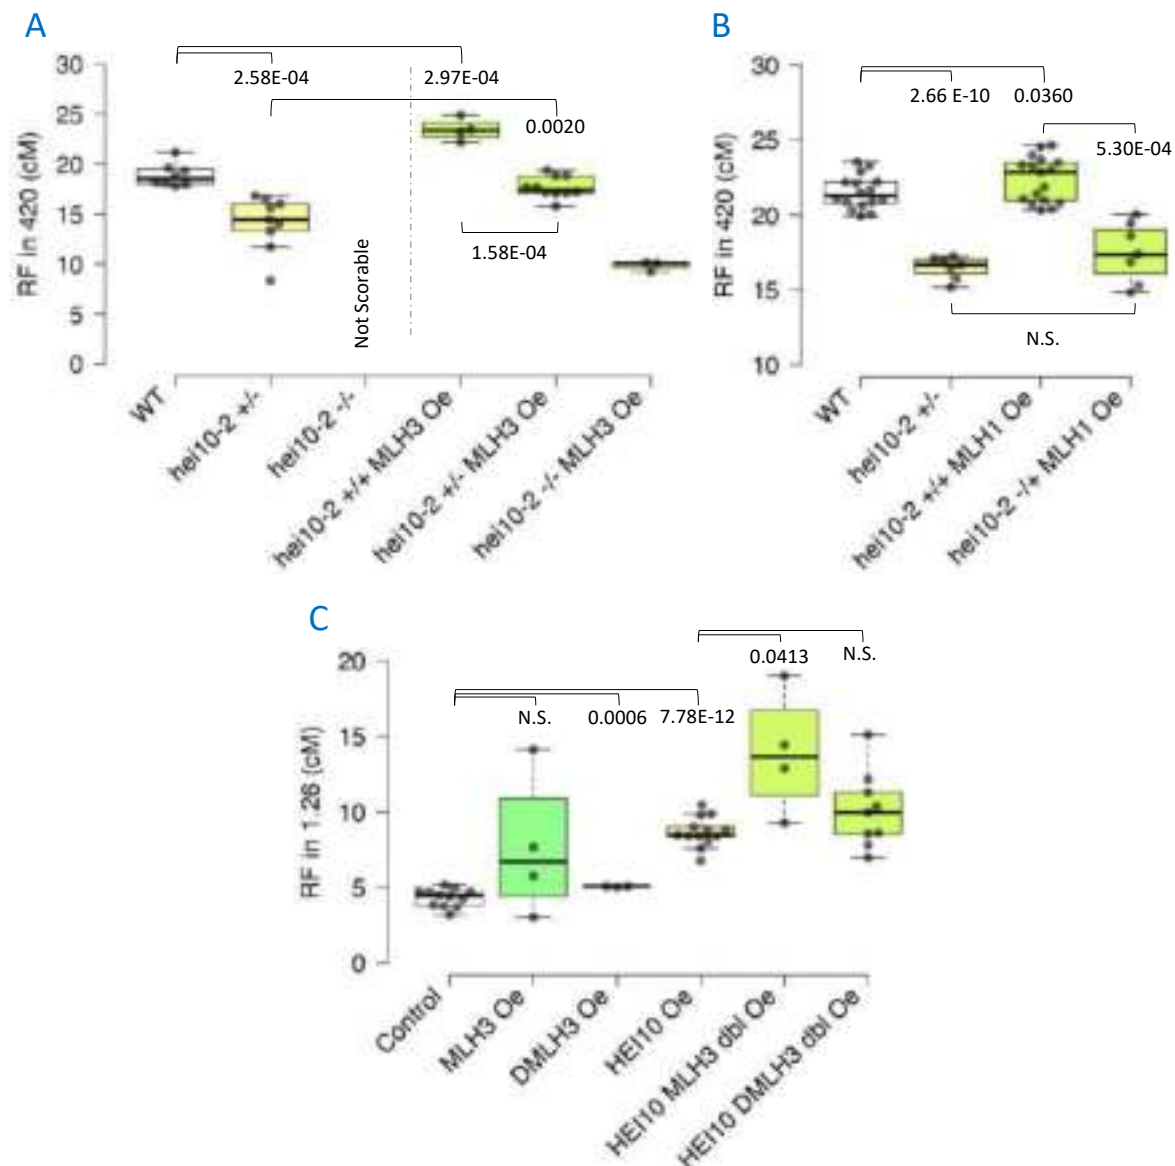 A
2.58E-04
2.97E-04
0.0020
1.58E-04
Not Scorable
RF in 420 (cM)
30
25
20
15
10
5
0
WT
hei10-2 +/-
hei10-2 -/-
hei10-2 +/+ MLH3 Oe
hei10-2 +/- MLH3 Oe
hei10-2 -/- MLH3 Oe
B
2.66 E-10
0.0360
5.30E-04
N.S.
RF in 420 (cM)
30
25
20
15
10
WT
hei10-2 +/-
hei10-2 +/+ MLH1 Oe
hei10-2 -/+ MLH1 Oe
C
0.0413
N.S.
N.S.
0.0006
7.78E-12
RF in 1.26 (cM)
20
15
10
5
0
Control
MLH3 Oe
DMLH3 Oe
HEI10 Oe
HEI10 MLH3 dbl Oe
HEI10 DMLH3 dbl Oe